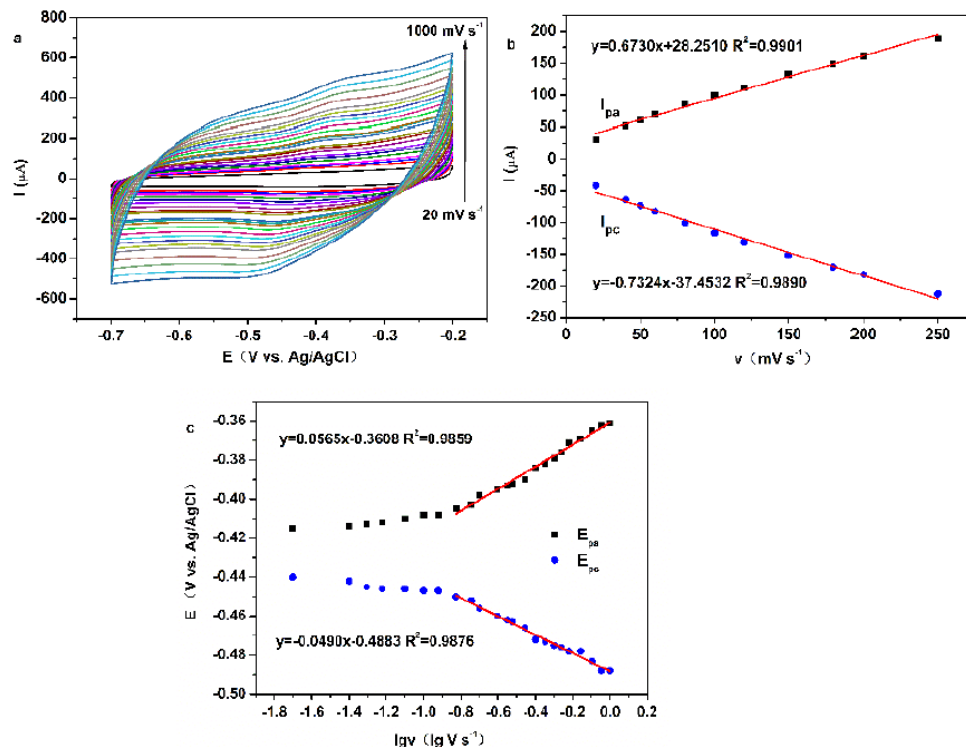 a
1000 mV s⁻¹
20 mV s⁻¹
I (μA)
800
600
400
200
0
-200
-400
-600
-0.7
-0.6
-0.5
-0.4
-0.3
-0.2
E（V vs. Ag/AgCl）
b
y=0.6730x+28.2510 R²=0.9901
I_pa
I_pc
y=-0.7324x-37.4532 R²=0.9890
I (μA)
200
150
100
50
0
-50
-100
-150
-200
-250
0
50
100
150
200
250
v（mV s⁻¹）
c
y=0.0565x-0.3608 R²=0.9859
E_pa
E_pc
y=-0.0490x-0.4883 R²=0.9876
E（V vs. Ag/AgCl）
-0.36
-0.38
-0.40
-0.42
-0.44
-0.46
-0.48
-0.50
-1.8
-1.6
-1.4
-1.2
-1.0
-0.8
-0.6
-0.4
-0.2
-0.0
0.2
lgv（lg V s⁻¹）